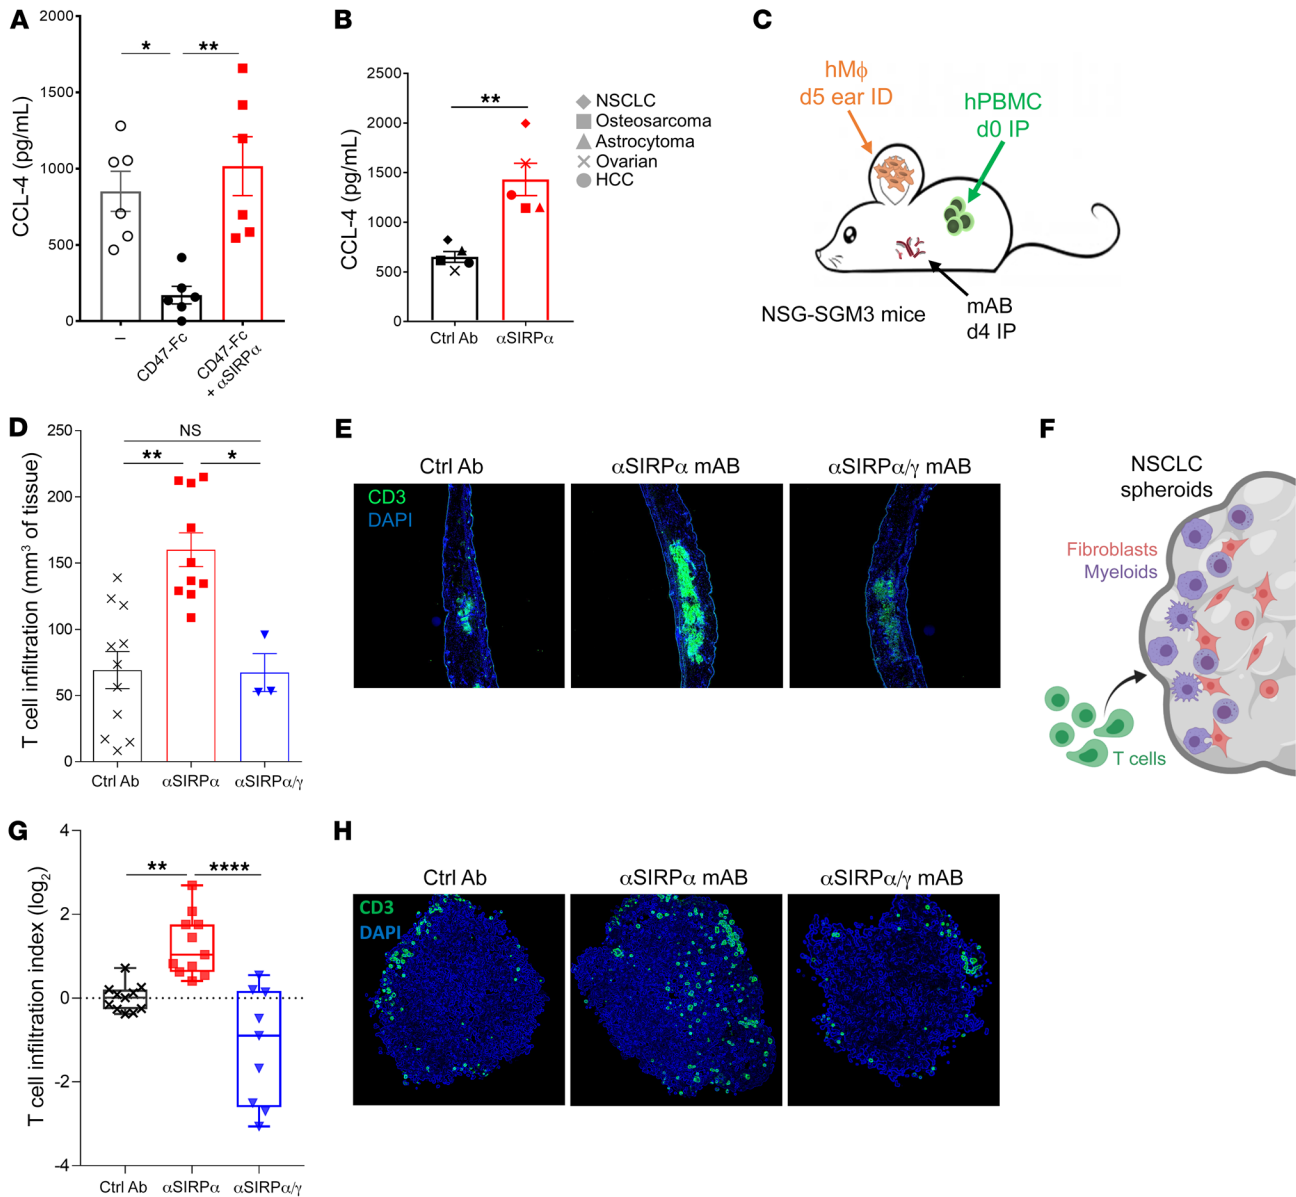 A
CCL-4 (pg/mL)
2000
1500
1000
500
0
*
**
–
CD47-Fc
CD47-Fc
+ αSIRPα
B
CCL-4 (pg/mL)
2500
2000
1500
1000
500
0
**
Ctrl Ab
αSIRPα
NSCLC
Osteosarcoma
Astrocytoma
Ovarian
HCC
C
hMϕ
d5 ear ID
hPBMC
d0 IP
NSG-SGM3 mice
mAB
d4 IP
D
T cell infiltration (mm³ of tissue)
250
200
150
100
50
0
NS
**
*
Ctrl Ab
αSIRPα
αSIRPα/γ
E
Ctrl Ab
αSIRPα mAB
αSIRPα/γ mAB
CD3
DAPI
F
NSCLC
spheroids
Fibroblasts
Myeloids
T cells
G
T cell infiltration index (log₂)
4
2
0
-2
-4
**
****
Ctrl Ab
αSIRPα
αSIRPα/γ
H
Ctrl Ab
αSIRPα mAB
αSIRPα/γ mAB
CD3
DAPI